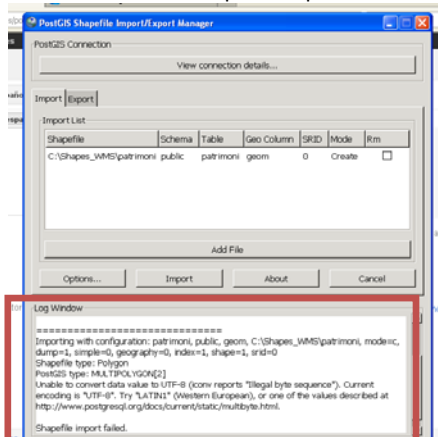 PostGIS Shapefile Import/Export Manager
PostGIS Connection
View connection details...
Import Export
Import List
Shapefile Schema Table Geo Column SRID Mode Rm
C:\Shapes_WMS\patrimoni public patrimoni geom 0 Create
Add File
Options... Import About Cancel
Log Window
==============================
Importing with configuration: patrimoni, public, geom, C:\Shapes_WMS\patrimoni, mode=c,
dump=1, simple=0, geography=0, index=1, shape=1, srid=0
Shapefile type: Polygon
PostGIS type: MULTIPOLYGON[2]
Unable to convert data value to UTF-8 (iconv reports "Illegal byte sequence"). Current
encoding is "UTF-8". Try "LATIN1" (Western European), or one of the values described at
http://www.postgresql.org/docs/current/static/multibyte.html.
Shapefile import failed.